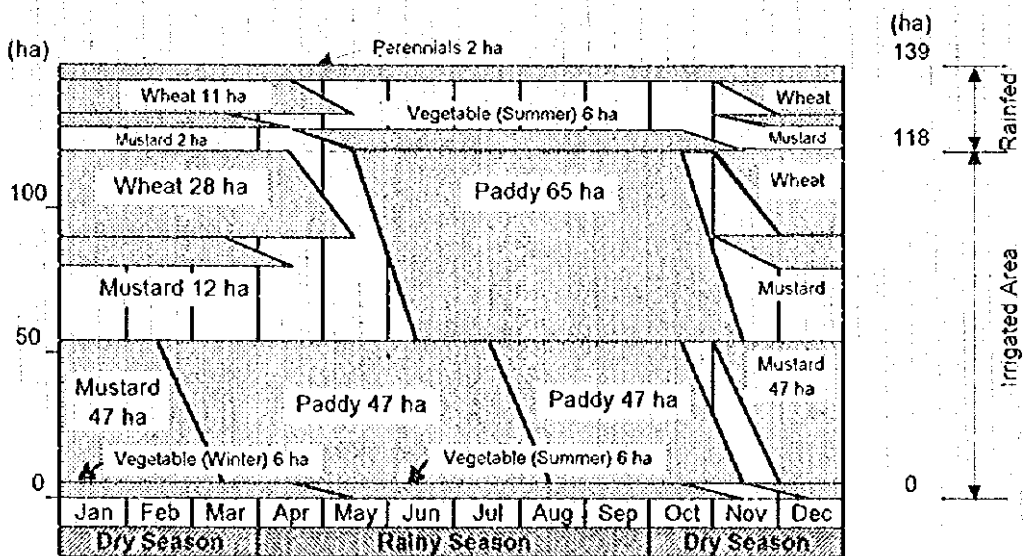 (ha)
(ha)
Perennials 2 ha
139
Wheat 11 ha
Vegetable (Summer) 6 ha
Wheat
Rainfed
Mustard 2 ha
Mustard
118
Wheat 28 ha
Paddy 65 ha
Wheat
100
Mustard 12 ha
Mustard
Irrigated Area
50
Mustard
47 ha
Paddy 47 ha
Paddy 47 ha
Mustard
47 ha
Vegetable (Winter) 6 ha
Vegetable (Summer) 6 ha
0
0
Jan Feb Mar Apr May Jun Jul Aug Sep Oct Nov Dec
Dry Season Rainy Season Dry Season